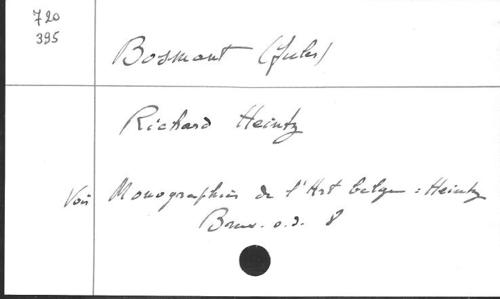 720
395
Bosmant (Jules)
Richard Heintz
Voir Monographies de l'Art belge : Heintz
Brux. s.d. 8